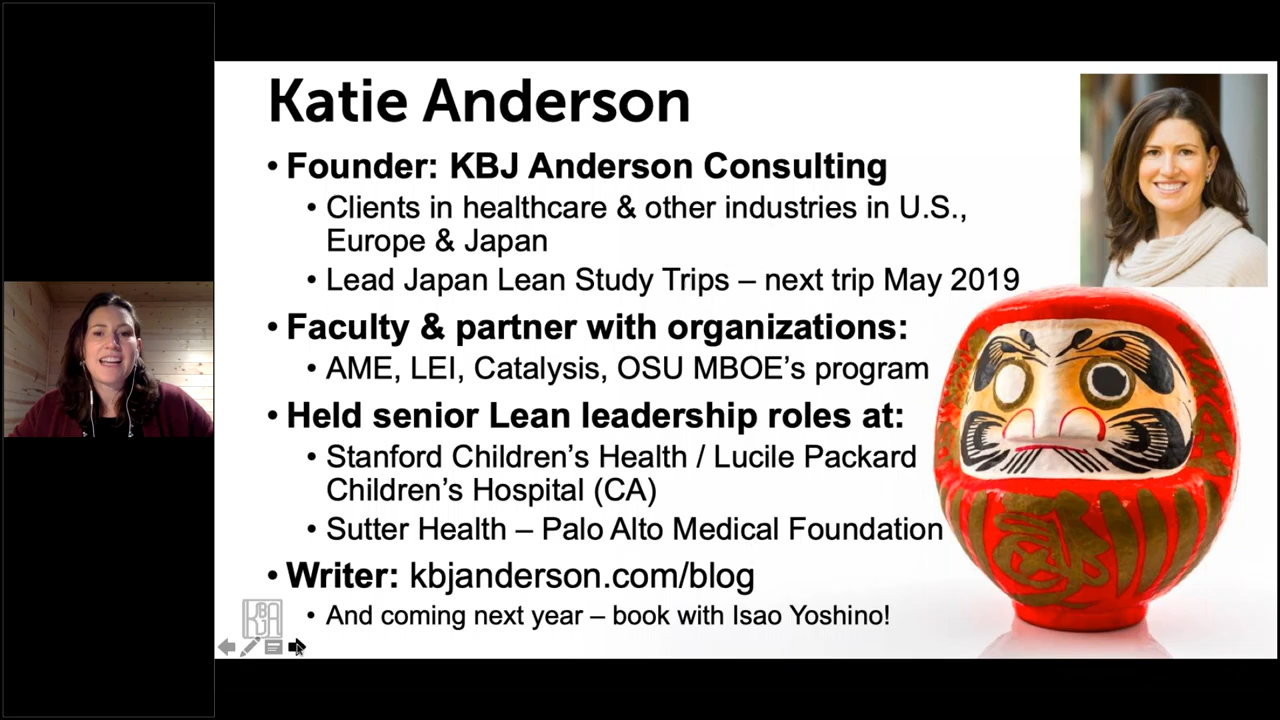 Katie Anderson
• Founder: KBJ Anderson Consulting
• Clients in healthcare & other industries in U.S.,
Europe & Japan
• Lead Japan Lean Study Trips – next trip May 2019
• Faculty & partner with organizations:
• AME, LEI, Catalysis, OSU MBOE’s program
• Held senior Lean leadership roles at:
• Stanford Children’s Health / Lucile Packard
Children’s Hospital (CA)
• Sutter Health – Palo Alto Medical Foundation
• Writer: kbjanderson.com/blog
• And coming next year – book with Isao Yoshino!
KBJA